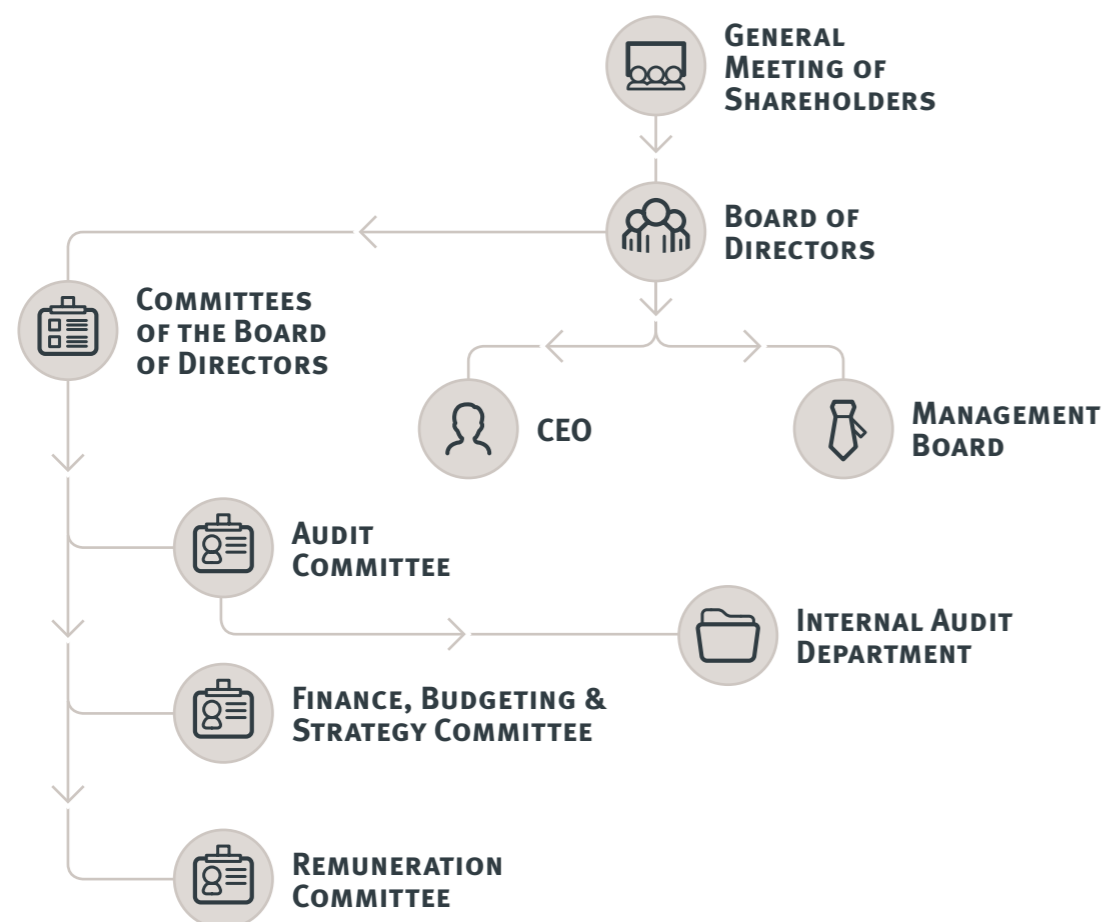 General
Meeting of
Shareholders
Board of
Directors
Committees
of the Board
of Directors
CEO
Management
Board
Audit
Committee
Internal Audit
Department
Finance, Budgeting &
Strategy Committee
Remuneration
Committee